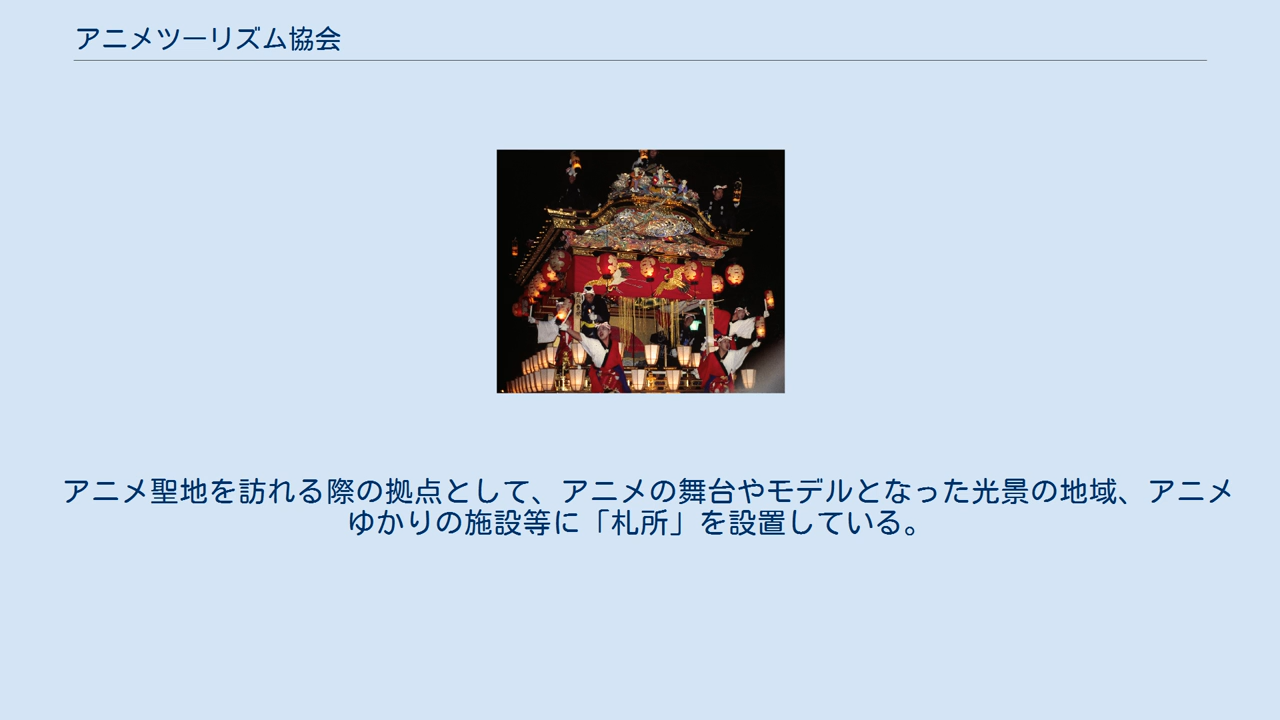 アニメツーリズム協会
アニメ聖地を訪れる際の拠点として、アニメの舞台やモデルとなった光景の地域、アニメ
ゆかりの施設等に「札所」を設置している。